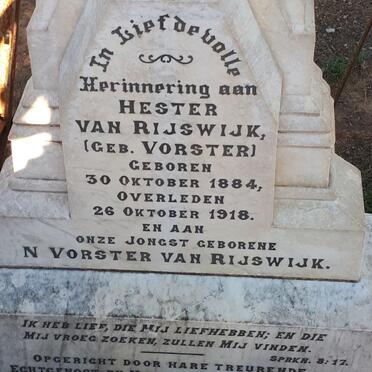 In Liefdevolle
Herinnering aan
HESTER
VAN RIJSWIJK,
(GEB. VORSTER)
GEBOREN
30 OKTOBER 1884,
OVERLEDEN
26 OKTOBER 1918.
EN AAN
ONZE JONGST GEBORENE
N VORSTER VAN RIJSWIJK.
IK HEB LIEF, DIE MIJ LIEFHEBBEN; EN DIE
MIJ VROEG ZOEKEN, ZULLEN MIJ VINDEN.
SPRKN. 8:17.
OPGERICHT DOOR HARE TREURENDE
ECHTGENOOT